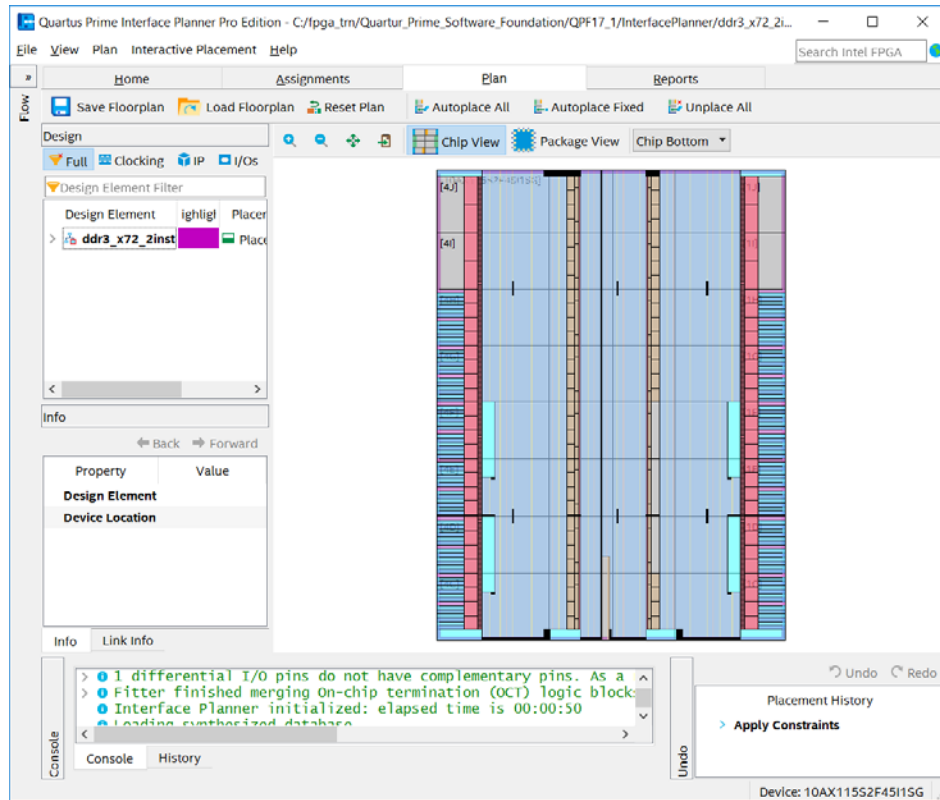 Quartus Prime Interface Planner Pro Edition - C:/fpga_trn/Quartur_Prime_Software_Foundation/QPF17_1/InterfacePlanner/ddr3_x72_2i...
File View Plan Interactive Placement Help
Search Intel FPGA
»
Flow
Home Assignments Plan Reports
Save Floorplan Load Floorplan Reset Plan Autoplace All Autoplace Fixed Unplace All
Design
Full Clocking IP I/Os
Chip View Package View Chip Bottom
Design Element Filter
Design Element ighligl Placer
ddr3_x72_2inst Place
[4J]
[4I]
Info
Back Forward
Property Value
Design Element
Device Location
Info Link Info
Console
1 differential I/O pins do not have complementary pins. As a
Fitter finished merging On-chip termination (OCT) logic blocks
Interface Planner initialized: elapsed time is 00:00:50
Loading synthesized database
Console History
Undo
Undo Redo
Placement History
Apply Constraints
Device: 10AX115S2F45I1SG